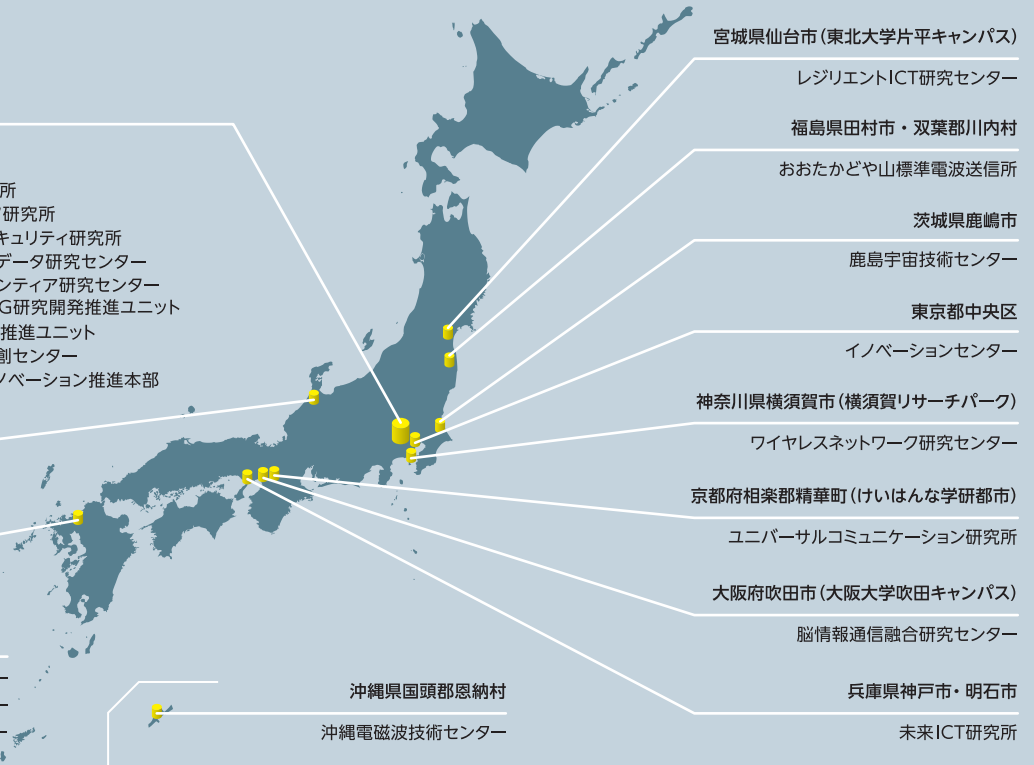 所
研究所
キュリティ研究所
データ研究センター
ンティア研究センター
G研究開発推進ユニット
推進ユニット
創センター
ノベーション推進本部
宮城県仙台市（東北大学片平キャンパス）
レジリエントICT研究センター
福島県田村市・双葉郡川内村
おおたかどや山標準電波送信所
茨城県鹿嶋市
鹿島宇宙技術センター
東京都中央区
イノベーションセンター
神奈川県横須賀市（横須賀リサーチパーク）
ワイヤレスネットワーク研究センター
京都府相楽郡精華町（けいはんな学研都市）
ユニバーサルコミュニケーション研究所
大阪府吹田市（大阪大学吹田キャンパス）
脳情報通信融合研究センター
兵庫県神戸市・明石市
未来ICT研究所
沖縄県国頭郡恩納村
沖縄電磁波技術センター